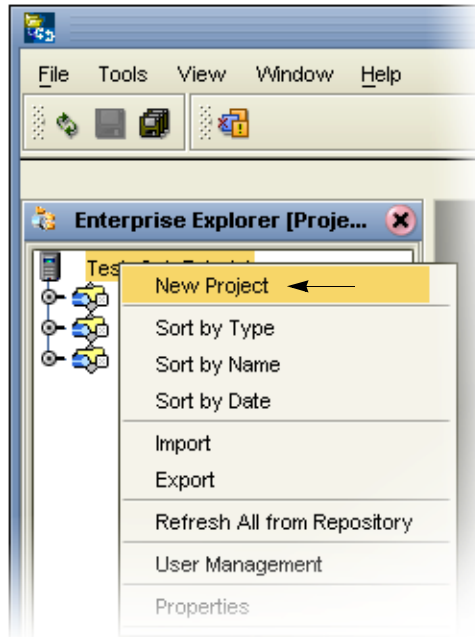 File Tools View Window Help
Enterprise Explorer [Proje...
New Project
Sort by Type
Sort by Name
Sort by Date
Import
Export
Refresh All from Repository
User Management
Properties